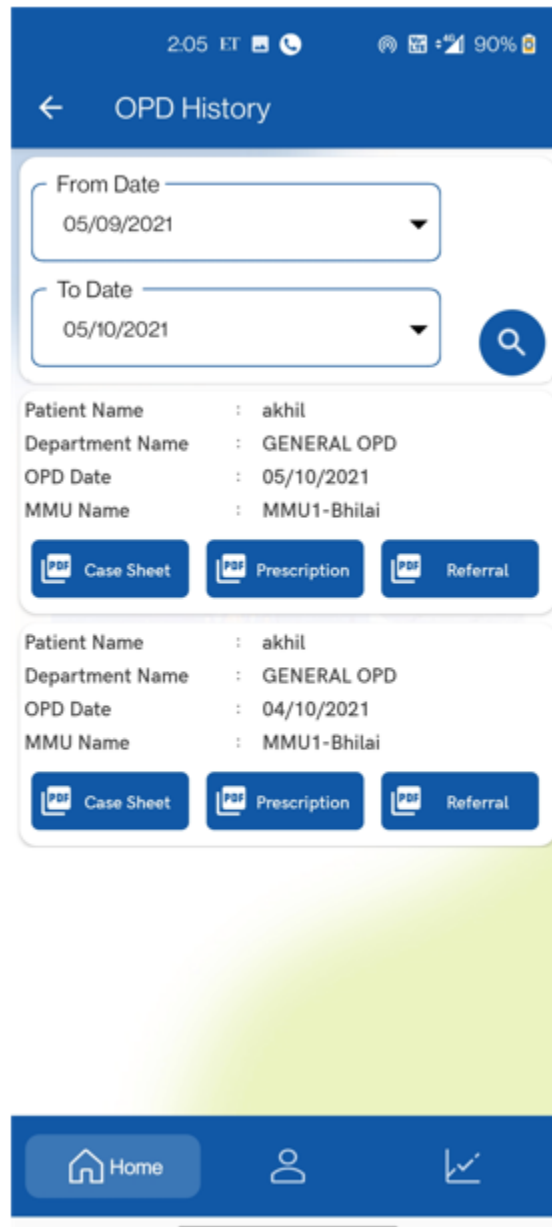 2:05 ET 90%
OPD History
From Date
05/09/2021
To Date
05/10/2021
Patient Name : akhil
Department Name : GENERAL OPD
OPD Date : 05/10/2021
MMU Name : MMU1-Bhilai
PDF Case Sheet PDF Prescription PDF Referral
Patient Name : akhil
Department Name : GENERAL OPD
OPD Date : 04/10/2021
MMU Name : MMU1-Bhilai
PDF Case Sheet PDF Prescription PDF Referral
Home